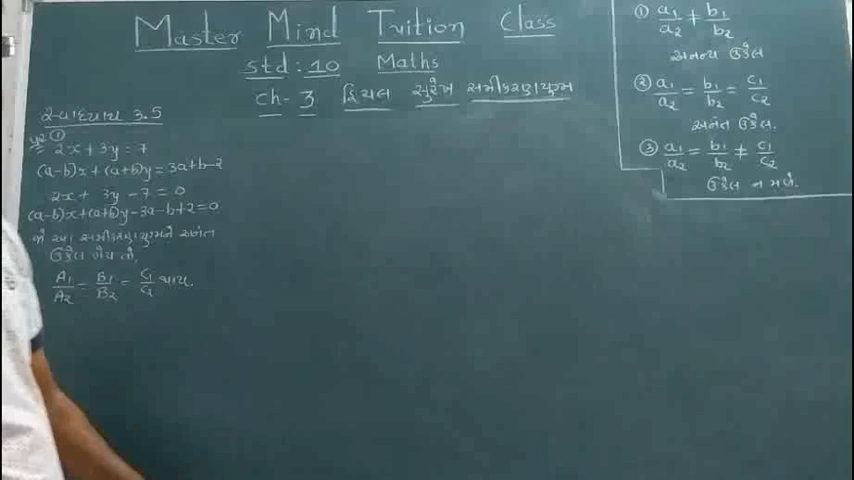 Master Mind Tuition Class
std : 10 Maths
ch- 3 દ્વિચલ સુરેખ સમીકરણયુગ્મ
સ્વાધ્યાય 3.5
①
2x + 3y = 7
(a-b)x + (a+b)y = 3a+b-2
2x + 3y - 7 = 0
(a-b)x+(a+b)y-3a-b+2=0
જો આ સમીકરણયુગ્મને અનંત
ઉકેલ હોય તો,
A₁/A₂ = B₁/B₂ = C₁/C₂ થાય.
① a₁/a₂ ≠ b₁/b₂
અનન્ય ઉકેલ
② a₁/a₂ = b₁/b₂ = c₁/c₂
અનંત ઉકેલ.
③ a₁/a₂ = b₁/b₂ ≠ c₁/c₂
ઉકેલ ન મળે.